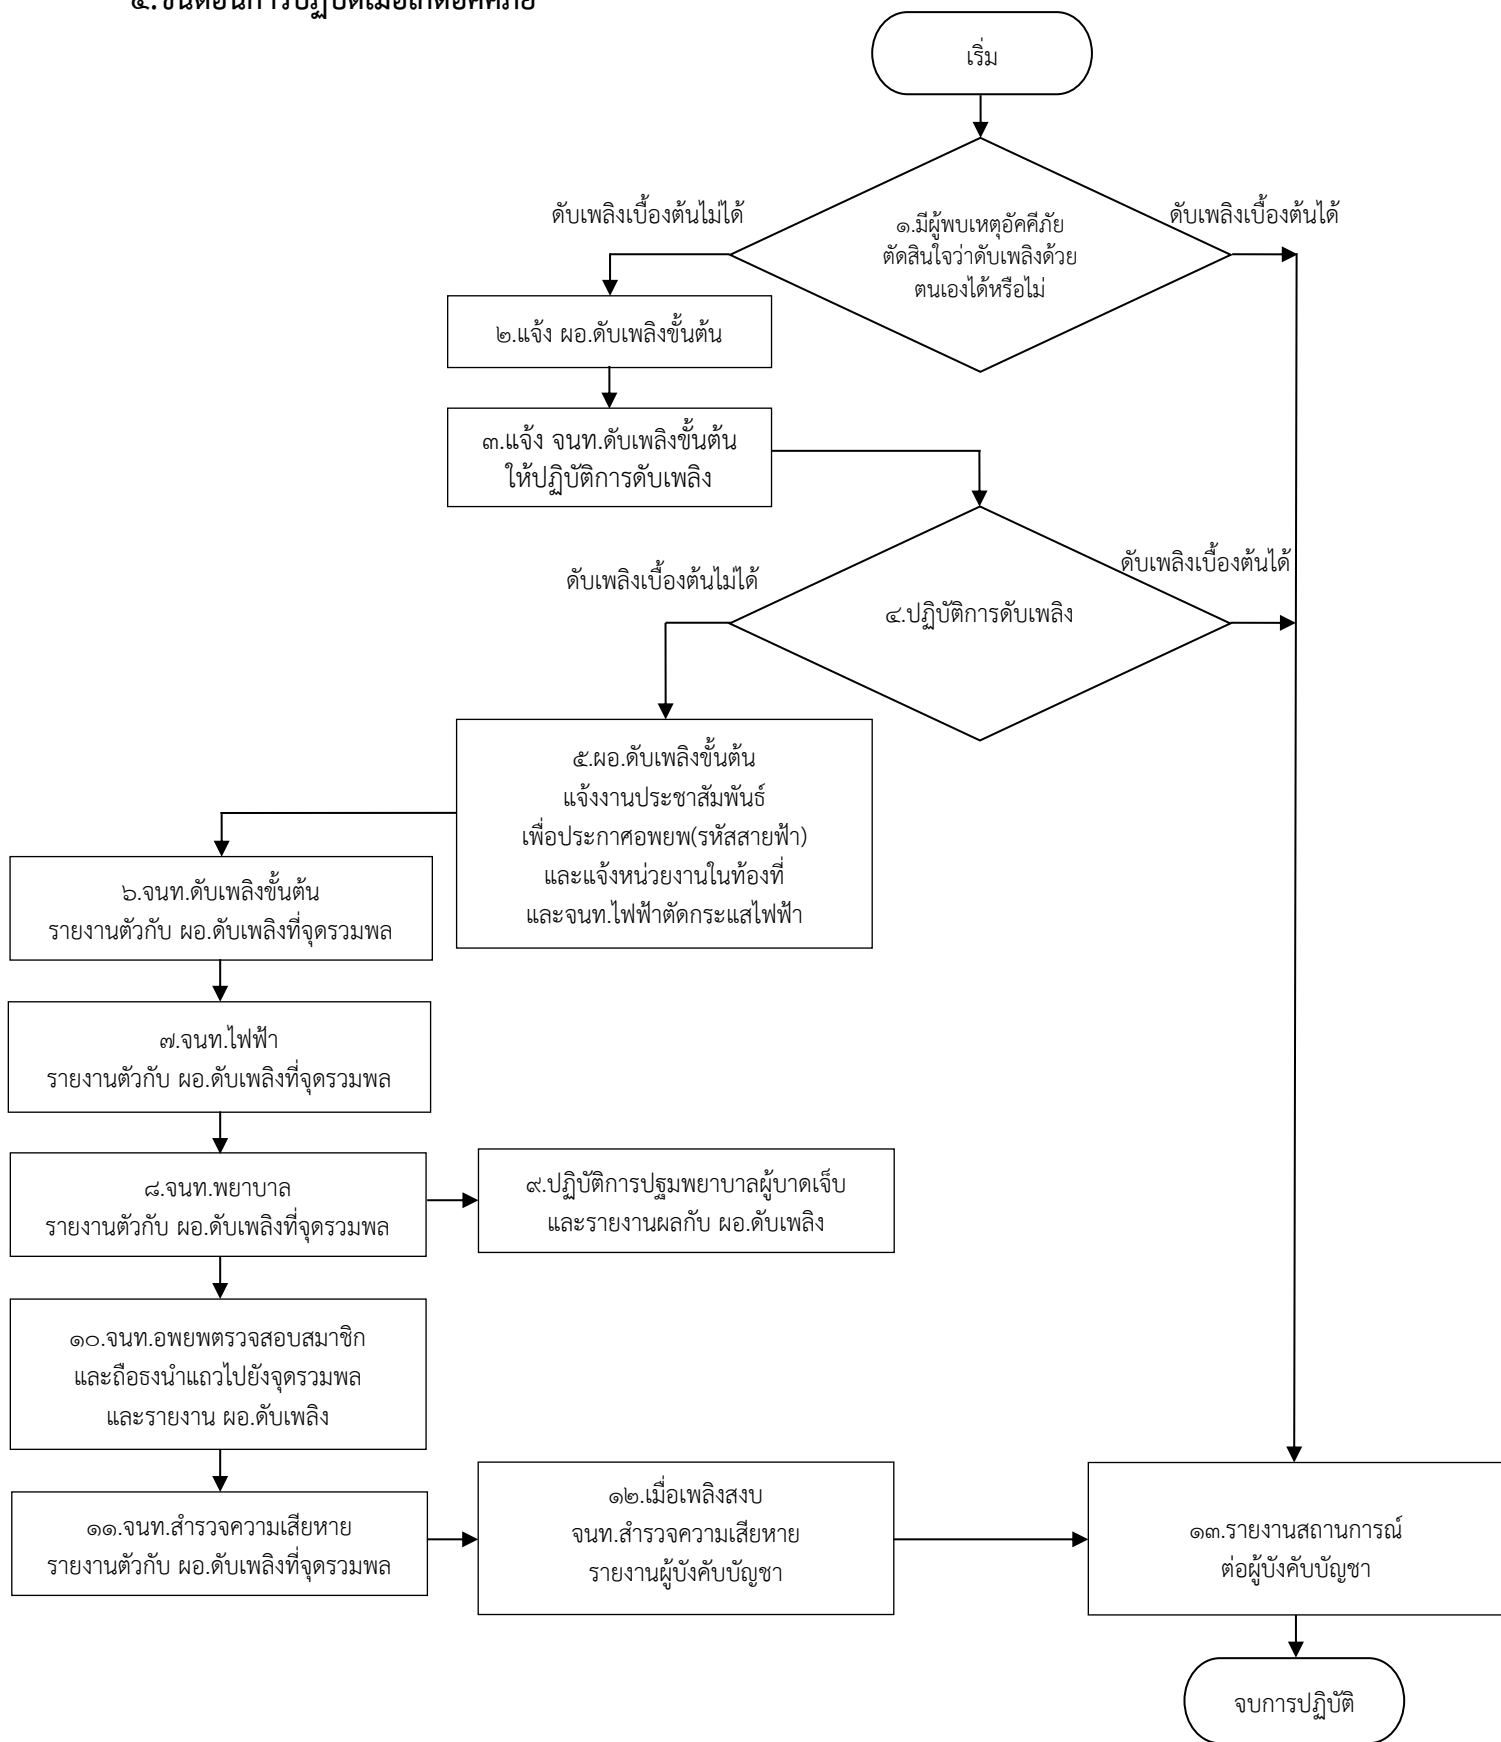 ๔.ขั้นตอนการปฏิบัติเมื่อเกิดอัคคีภัย
เริ่ม
ดับเพลิงเบื้องต้นไม่ได้
ดับเพลิงเบื้องต้นได้
๑.มีผู้พบเหตุอัคคีภัย
ตัดสินใจว่าดับเพลิงด้วย
ตนเองได้หรือไม่
๒.แจ้ง ผอ.ดับเพลิงขั้นต้น
๓.แจ้ง จนท.ดับเพลิงขั้นต้น
ให้ปฏิบัติการดับเพลิง
ดับเพลิงเบื้องต้นไม่ได้
ดับเพลิงเบื้องต้นได้
๔.ปฏิบัติการดับเพลิง
๕.ผอ.ดับเพลิงขั้นต้น
แจ้งงานประชาสัมพันธ์
เพื่อประกาศอพยพ(รหัสสายฟ้า)
และแจ้งหน่วยงานในท้องที่
และจนท.ไฟฟ้าตัดกระแสไฟฟ้า
๖.จนท.ดับเพลิงขั้นต้น
รายงานตัวกับ ผอ.ดับเพลิงที่จุดรวมพล
๗.จนท.ไฟฟ้า
รายงานตัวกับ ผอ.ดับเพลิงที่จุดรวมพล
๘.จนท.พยาบาล
รายงานตัวกับ ผอ.ดับเพลิงที่จุดรวมพล
๙.ปฏิบัติการปฐมพยาบาลผู้บาดเจ็บ
และรายงานผลกับ ผอ.ดับเพลิง
๑๐.จนท.อพยพตรวจสอบสมาชิก
และถือธงนำแถวไปยังจุดรวมพล
และรายงาน ผอ.ดับเพลิง
๑๑.จนท.สำรวจความเสียหาย
รายงานตัวกับ ผอ.ดับเพลิงที่จุดรวมพล
๑๒.เมื่อเพลิงสงบ
จนท.สำรวจความเสียหาย
รายงานผู้บังคับบัญชา
๑๓.รายงานสถานการณ์
ต่อผู้บังคับบัญชา
จบการปฏิบัติ